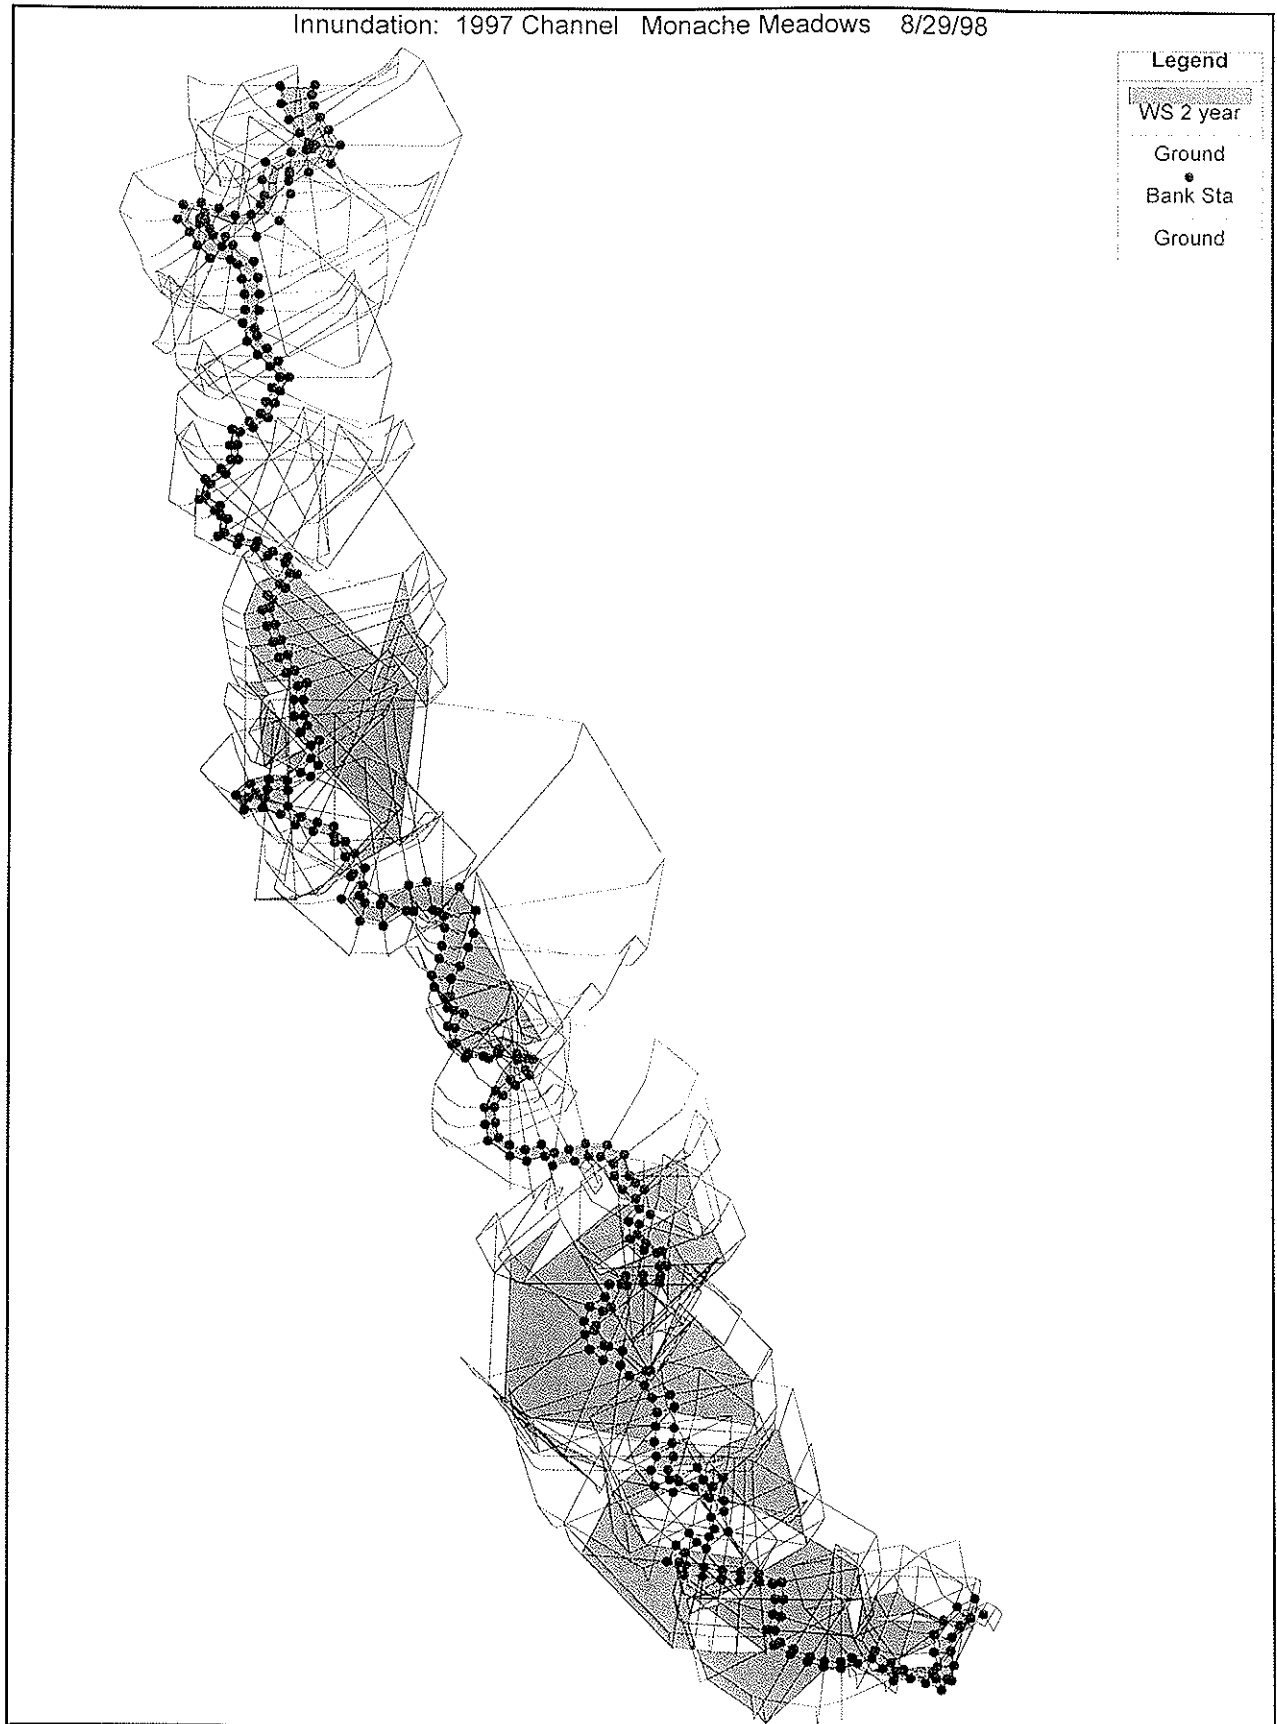 Innundation: 1997 Channel Monache Meadows 8/29/98
Legend
WS 2 year
Ground
Bank Sta
Ground